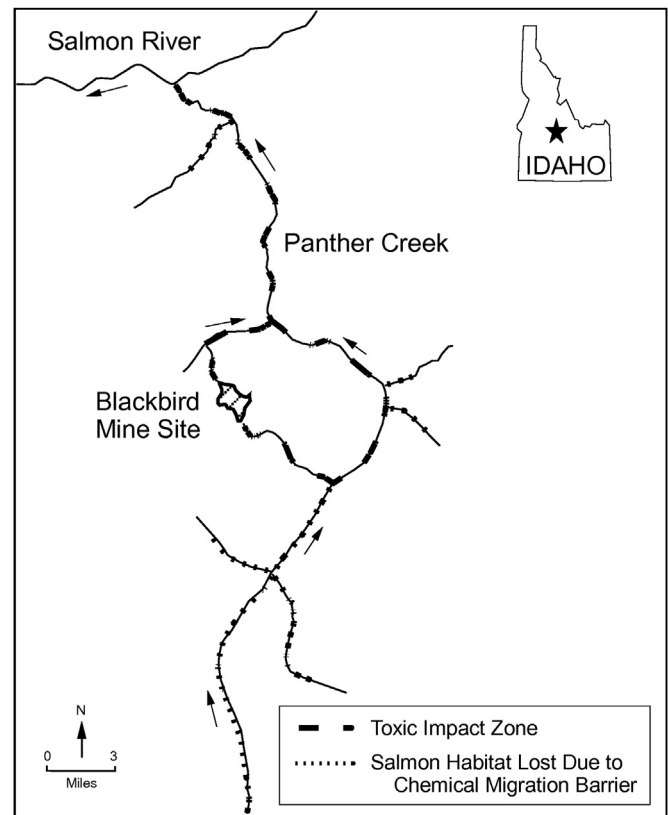 Salmon River
IDAHO
Panther Creek
Blackbird
Mine Site
N
0 3
Miles
Toxic Impact Zone
Salmon Habitat Lost Due to
Chemical Migration Barrier